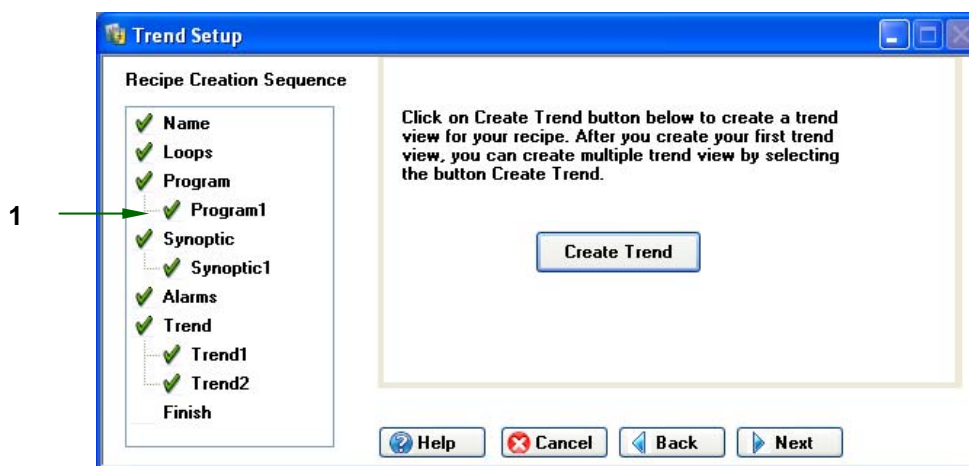 Trend Setup
Recipe Creation Sequence
Name
Loops
Program
1
Program1
Synoptic
Synoptic1
Alarms
Trend
Trend1
Trend2
Finish
Click on Create Trend button below to create a trend
view for your recipe. After you create your first trend
view, you can create multiple trend view by selecting
the button Create Trend.
Create Trend
Help
Cancel
Back
Next